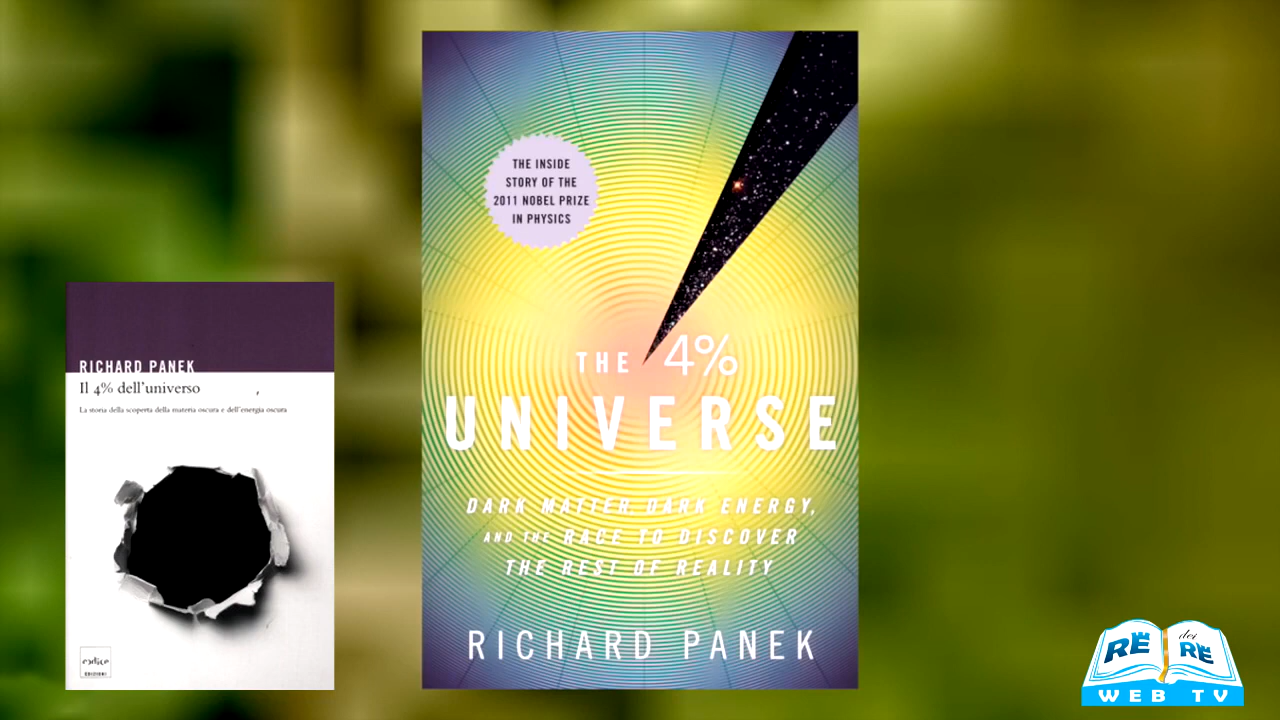 RICHARD PANEK
Il 4% dell'universo
La storia della scoperta della materia oscura e dell'energia oscura
codice
EDIZIONI
THE INSIDE
STORY OF THE
2011 NOBEL PRIZE
IN PHYSICS
THE 4%
UNIVERSE
DARK MATTER, DARK ENERGY,
AND THE RACE TO DISCOVER
THE REST OF REALITY
RICHARD PANEK
RE dei RE
WEB TV